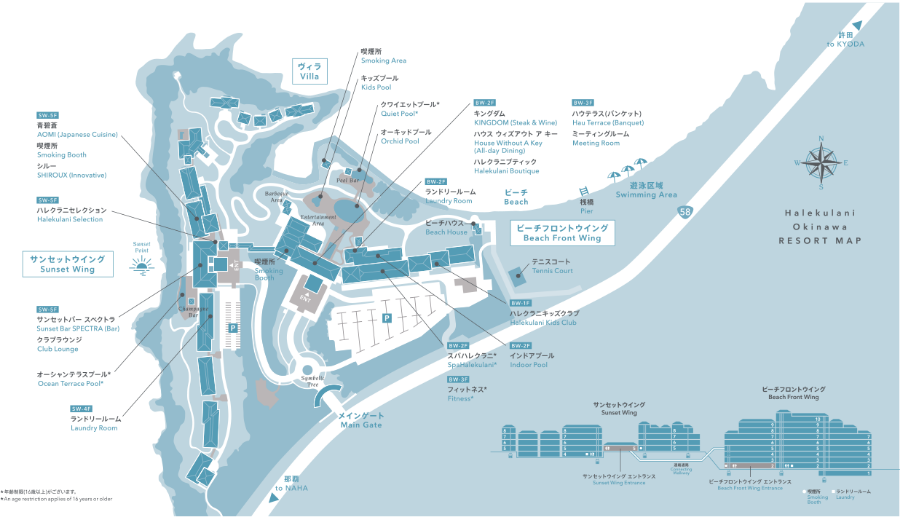 喫煙所
Smoking Area
ヴィラ
Villa
キッズプール
Kids Pool
クワイエットプール*
Quiet Pool*
オーキッドプール
Orchid Pool
BW-2F
キングダム
KINGDOM (Steak & Wine)
ハウス ウィズアウト ア キー
House Without A Key
(All-day Dining)
ハレクラニブティック
Halekulani Boutique
BW-3F
ハウテラス(バンケット)
Hau Terrace (Banquet)
ミーティングルーム
Meeting Room
許田
to KYODA
SW-5F
青碧蒼
AOMI (Japanese Cuisine)
喫煙所
Smoking Booth
シルー
SHIROUX (Innovative)
SW-5F
ハレクラニセレクション
Halekulani Selection
サンセットウイング
Sunset Wing
Sunset
Point
SW-5F
サンセットバー スペクトラ
Sunset Bar SPECTRA (Bar)
クラブラウンジ
Club Lounge
オーシャンテラスプール*
Ocean Terrace Pool*
SW-4F
ランドリールーム
Laundry Room
Champagne
Bar
Pool Bar
Barbecue
Area
Entertainment
Area
喫煙所
Smoking
Booth
BW-2F
ランドリールーム
Laundry Room
ビーチ
Beach
桟橋
Pier
遊泳区域
Swimming Area
58
ビーチハウス
Beach House
ビーチフロントウイング
Beach Front Wing
テニスコート
Tennis Court
BW-1F
ハレクラニキッズクラブ
Halekulani Kids Club
P
P
BW-2F
スパハレクラニ*
SpaHalekulani*
BW-3F
フィットネス*
Fitness*
BW-2F
インドアプール
Indoor Pool
Symbolic
Tree
メインゲート
Main Gate
那覇
to NAHA
N
W
E
S
Halekulani
Okinawa
RESORT MAP
サンセットウイング
Sunset Wing
ビーチフロントウイング
Beach Front Wing
サンセットウイング エントランス
Sunset Wing Entrance
連絡通路
Connecting
Pathway
ビーチフロントウイング エントランス
Beach Front Wing Entrance
喫煙所
Smoking
Booth
ランドリールーム
Laundry
*年齢制限(16歳以上)がございます。
*An age restriction applies of 16 years or older